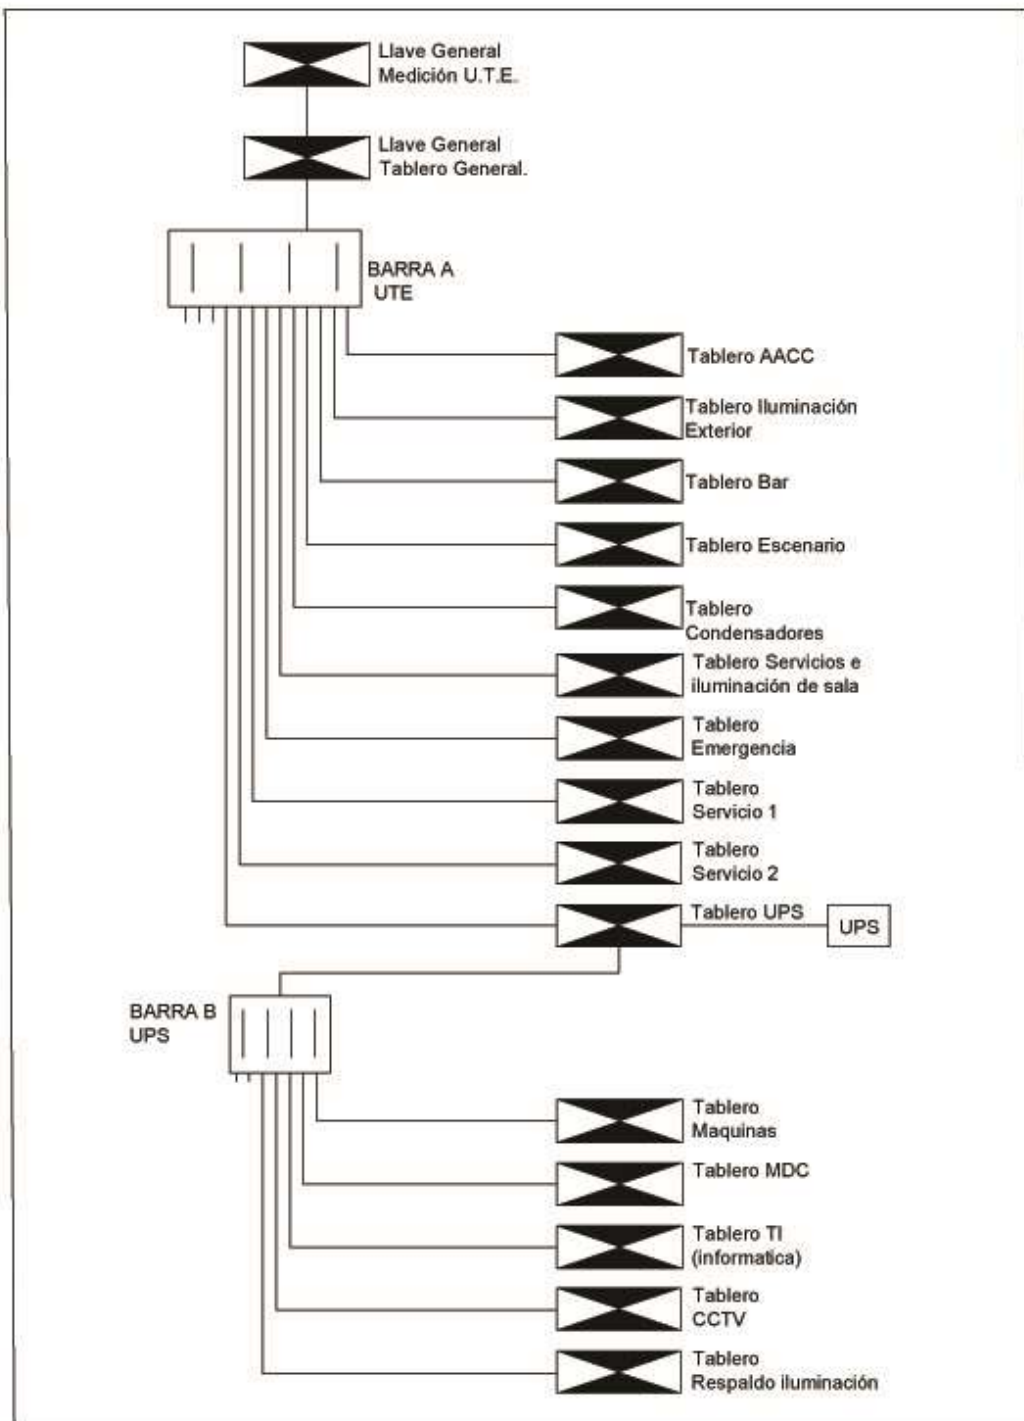 Llave General
Medición U.T.E.
Llave General
Tablero General.
BARRA A
UTE
Tablero AACC
Tablero Iluminación
Exterior
Tablero Bar
Tablero Escenario
Tablero
Condensadores
Tablero Servicios e
iluminación de sala
Tablero
Emergencia
Tablero
Servicio 1
Tablero
Servicio 2
Tablero UPS
UPS
BARRA B
UPS
Tablero
Maquinas
Tablero MDC
Tablero TI
(informatica)
Tablero
CCTV
Tablero
Respaldo iluminación